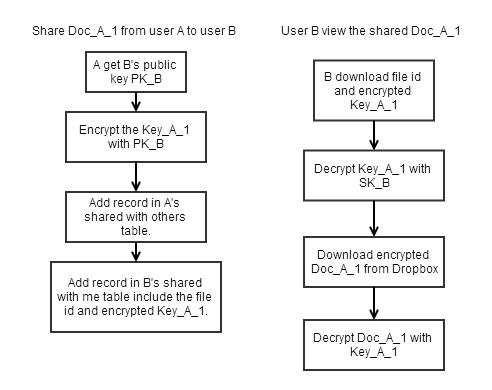 Share Doc_A_1 from user A to user B
A get B's public
key PK_B
Encrypt the Key_A_1
with PK_B
Add record in A's
shared with others
table.
Add record in B's shared
with me table include the file
id and encrypted Key_A_1.
User B view the shared Doc_A_1
B download file id
and encrypted
Key_A_1
Decrypt Key_A_1 with
SK_B
Download encrypted
Doc_A_1 from Dropbox
Decrypt Doc_A_1 with
Key_A_1